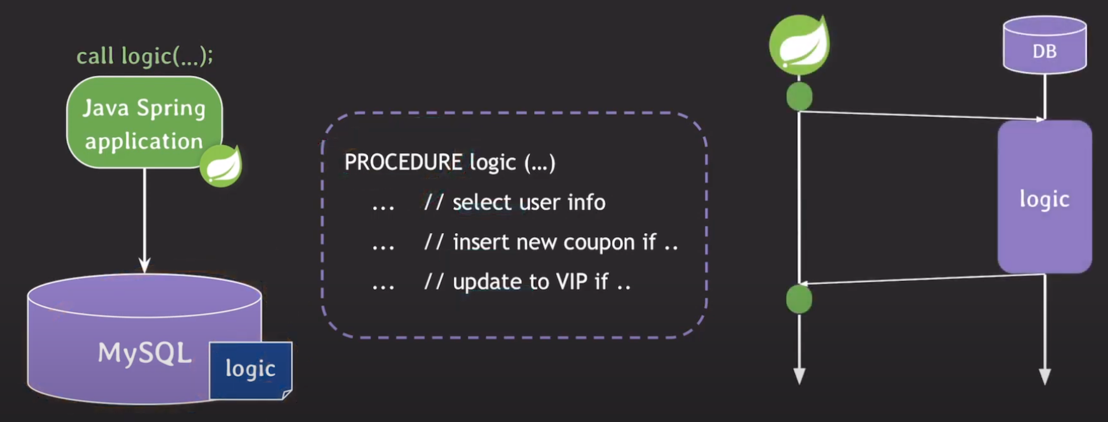 call logic(...);
Java Spring
application
MySQL
logic
PROCEDURE logic (...)
... // select user info
... // insert new coupon if ..
... // update to VIP if ..
DB
logic